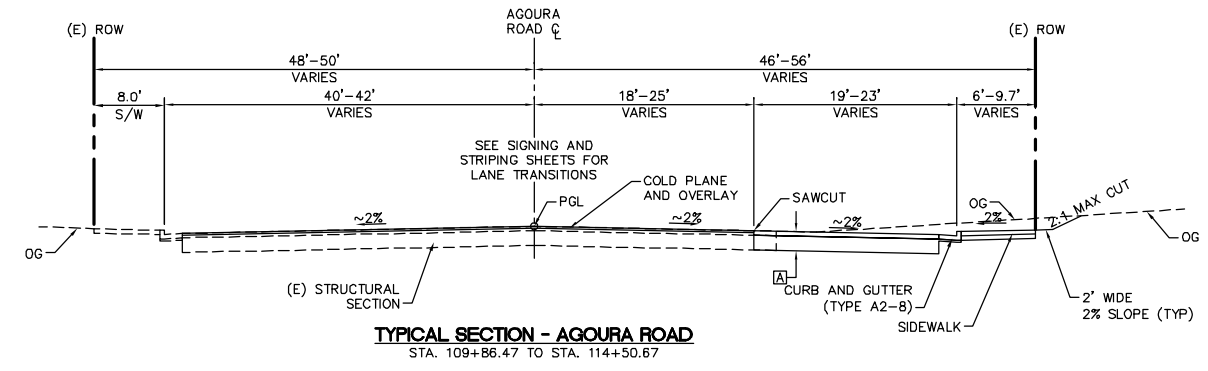 AGOURA
ROAD ℄
(E) ROW
(E) ROW
48'-50'
VARIES
46'-56'
VARIES
8.0'
S/W
40'-42'
VARIES
18'-25'
VARIES
19'-23'
VARIES
6'-9.7'
VARIES
SEE SIGNING AND
STRIPING SHEETS FOR
LANE TRANSITIONS
COLD PLANE
AND OVERLAY
PGL
SAWCUT
OG
2:1 MAX CUT
~2%
~2%
~2%
2%
OG
OG
(E) STRUCTURAL
SECTION
A
CURB AND GUTTER
(TYPE A2-8)
SIDEWALK
2' WIDE
2% SLOPE (TYP)
TYPICAL SECTION - AGOURA ROAD
STA. 109+86.47 TO STA. 114+50.67